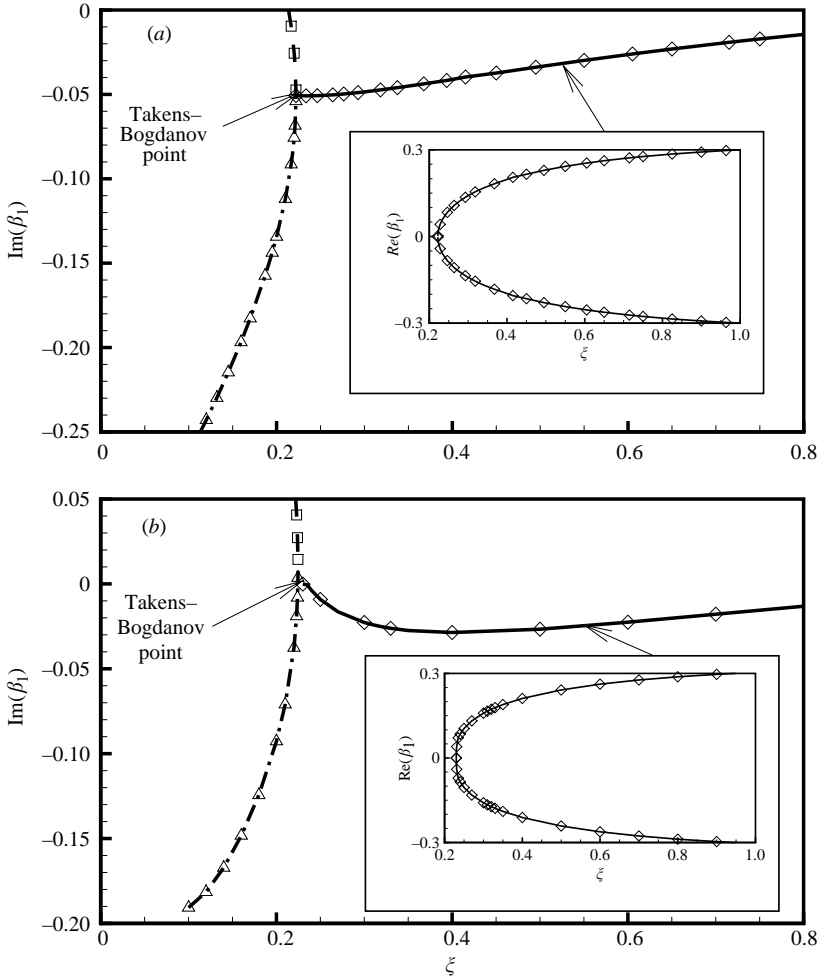 0
(a)
–0.05
Takens–
Bogdanov
point
–0.10
Im(β1)
–0.15
–0.20
–0.25
0.3
Re(β1)
0
–0.3
0.2 0.4 0.6 0.8 1.0
ξ
0 0.2 0.4 0.6 0.8
0.05
(b)
0
Takens–
Bogdanov
point
–0.05
Im(β1)
–0.10
–0.15
–0.20
0.3
Re(β1)
0
–0.3
0.2 0.4 0.6 0.8 1.0
ξ
0 0.2 0.4 0.6 0.8
ξ